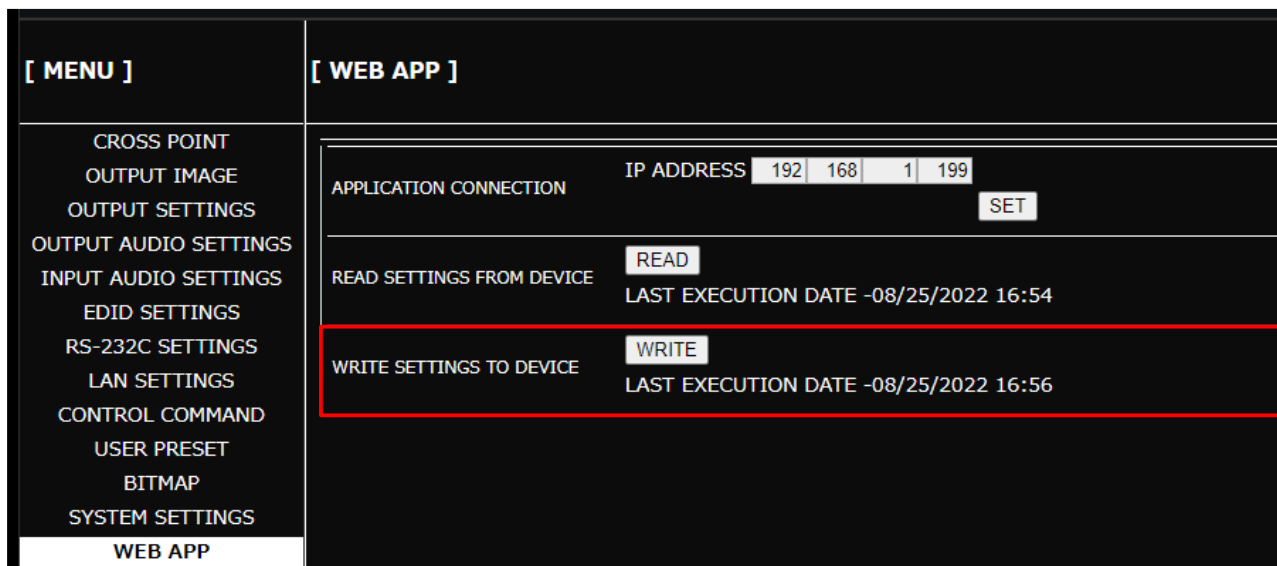 [ MENU ]
[ WEB APP ]
CROSS POINT
OUTPUT IMAGE
OUTPUT SETTINGS
OUTPUT AUDIO SETTINGS
INPUT AUDIO SETTINGS
EDID SETTINGS
RS-232C SETTINGS
LAN SETTINGS
CONTROL COMMAND
USER PRESET
BITMAP
SYSTEM SETTINGS
WEB APP
APPLICATION CONNECTION
IP ADDRESS 192 168 1 199
SET
READ SETTINGS FROM DEVICE
READ
LAST EXECUTION DATE -08/25/2022 16:54
WRITE SETTINGS TO DEVICE
WRITE
LAST EXECUTION DATE -08/25/2022 16:56